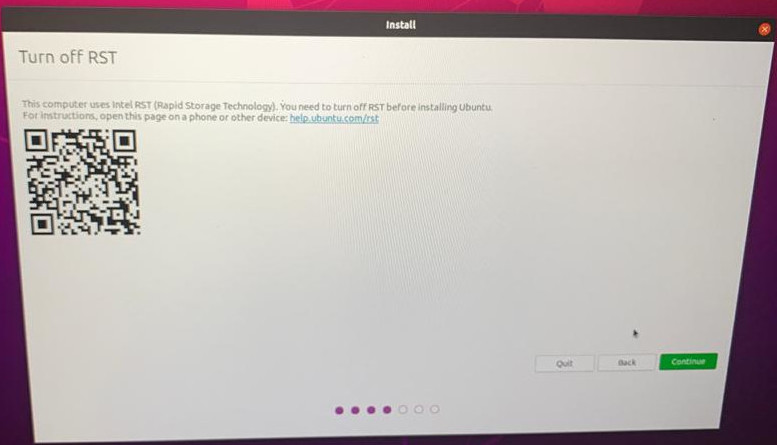 Install
Turn off RST
This computer uses Intel RST (Rapid Storage Technology). You need to turn off RST before installing Ubuntu.
For instructions, open this page on a phone or other device: help.ubuntu.com/rst
Quit
Back
Continue